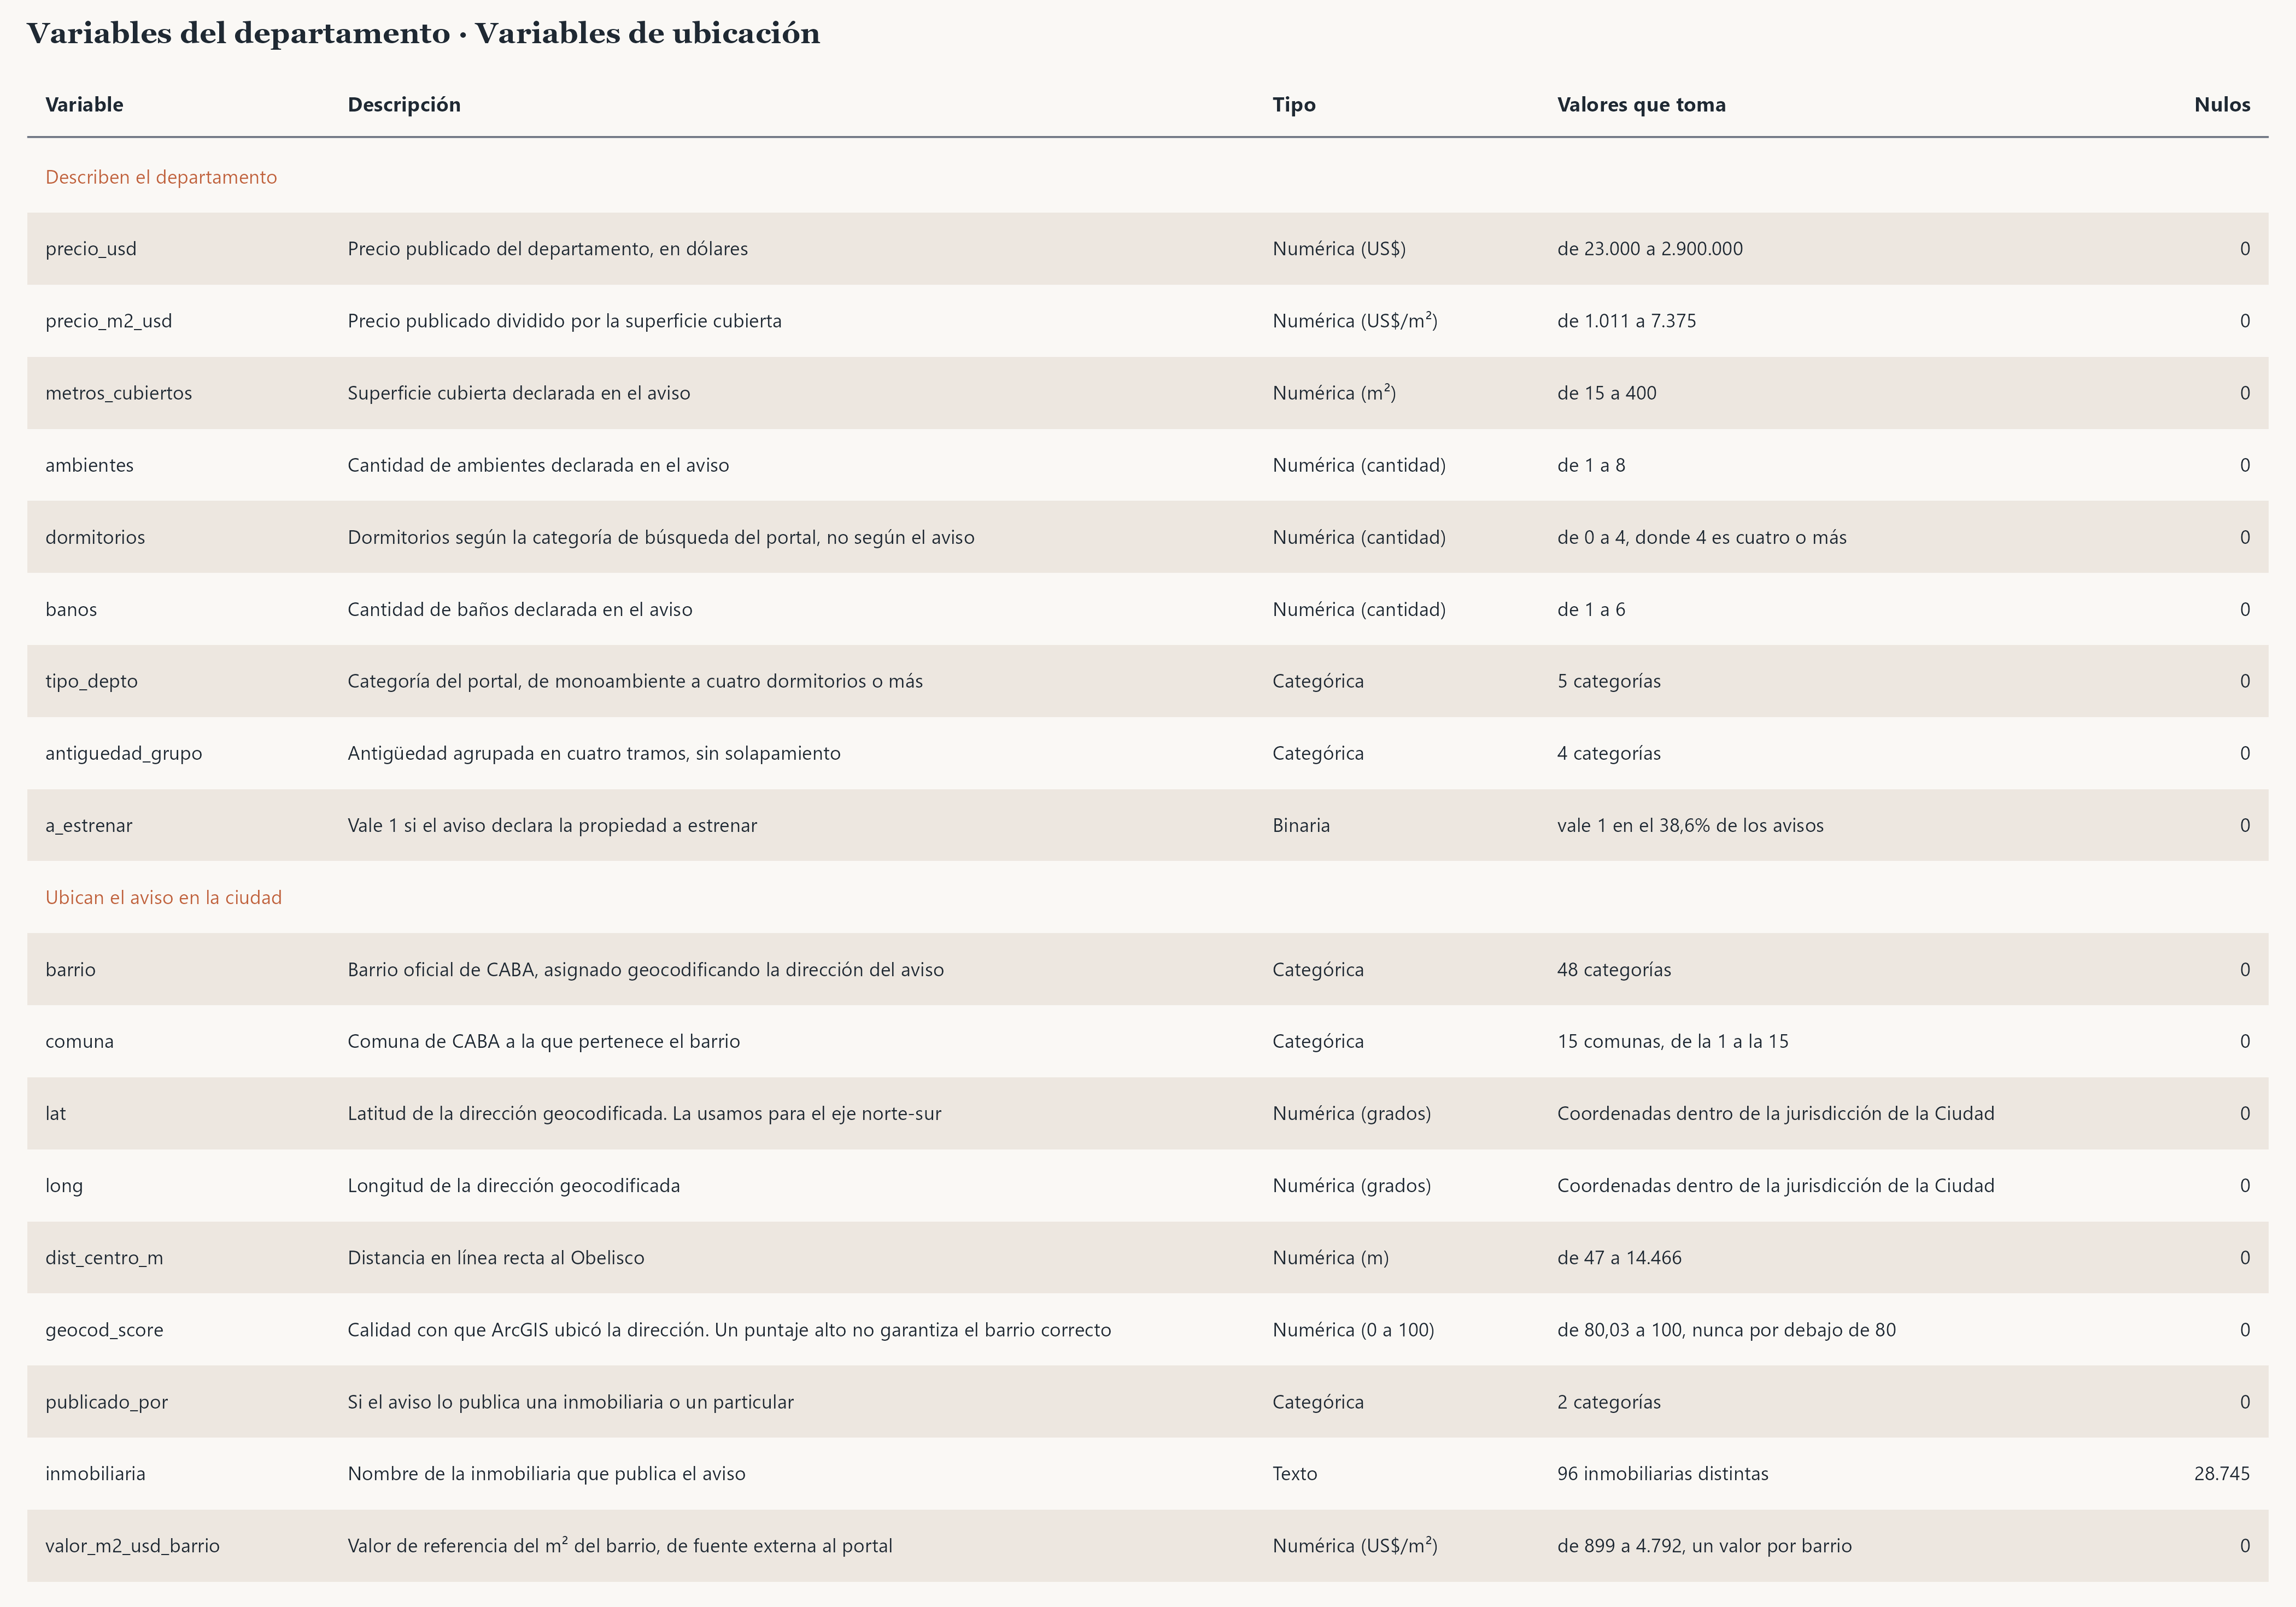 Variables del departamento · Variables de ubicación
Variable Descripción Tipo Valores que toma Nulos
Describen el departamento
precio_usd Precio publicado del departamento, en dólares Numérica (US$) de 23.000 a 2.900.000 0
precio_m2_usd Precio publicado dividido por la superficie cubierta Numérica (US$/m²) de 1.011 a 7.375 0
metros_cubiertos Superficie cubierta declarada en el aviso Numérica (m²) de 15 a 400 0
ambientes Cantidad de ambientes declarada en el aviso Numérica (cantidad) de 1 a 8 0
dormitorios Dormitorios según la categoría de búsqueda del portal, no según el aviso Numérica (cantidad) de 0 a 4, donde 4 es cuatro o más 0
banos Cantidad de baños declarada en el aviso Numérica (cantidad) de 1 a 6 0
tipo_depto Categoría del portal, de monoambiente a cuatro dormitorios o más Categórica 5 categorías 0
antiguedad_grupo Antigüedad agrupada en cuatro tramos, sin solapamiento Categórica 4 categorías 0
a_estrenar Vale 1 si el aviso declara la propiedad a estrenar Binaria vale 1 en el 38,6% de los avisos 0
Ubican el aviso en la ciudad
barrio Barrio oficial de CABA, asignado geocodificando la dirección del aviso Categórica 48 categorías 0
comuna Comuna de CABA a la que pertenece el barrio Categórica 15 comunas, de la 1 a la 15 0
lat Latitud de la dirección geocodificada. La usamos para el eje norte-sur Numérica (grados) Coordenadas dentro de la jurisdicción de la Ciudad 0
long Longitud de la dirección geocodificada Numérica (grados) Coordenadas dentro de la jurisdicción de la Ciudad 0
dist_centro_m Distancia en línea recta al Obelisco Numérica (m) de 47 a 14.466 0
geocod_score Calidad con que ArcGIS ubicó la dirección. Un puntaje alto no garantiza el barrio correcto Numérica (0 a 100) de 80,03 a 100, nunca por debajo de 80 0
publicado_por Si el aviso lo publica una inmobiliaria o un particular Categórica 2 categorías 0
inmobiliaria Nombre de la inmobiliaria que publica el aviso Texto 96 inmobiliarias distintas 28.745
valor_m2_usd_barrio Valor de referencia del m² del barrio, de fuente externa al portal Numérica (US$/m²) de 899 a 4.792, un valor por barrio 0